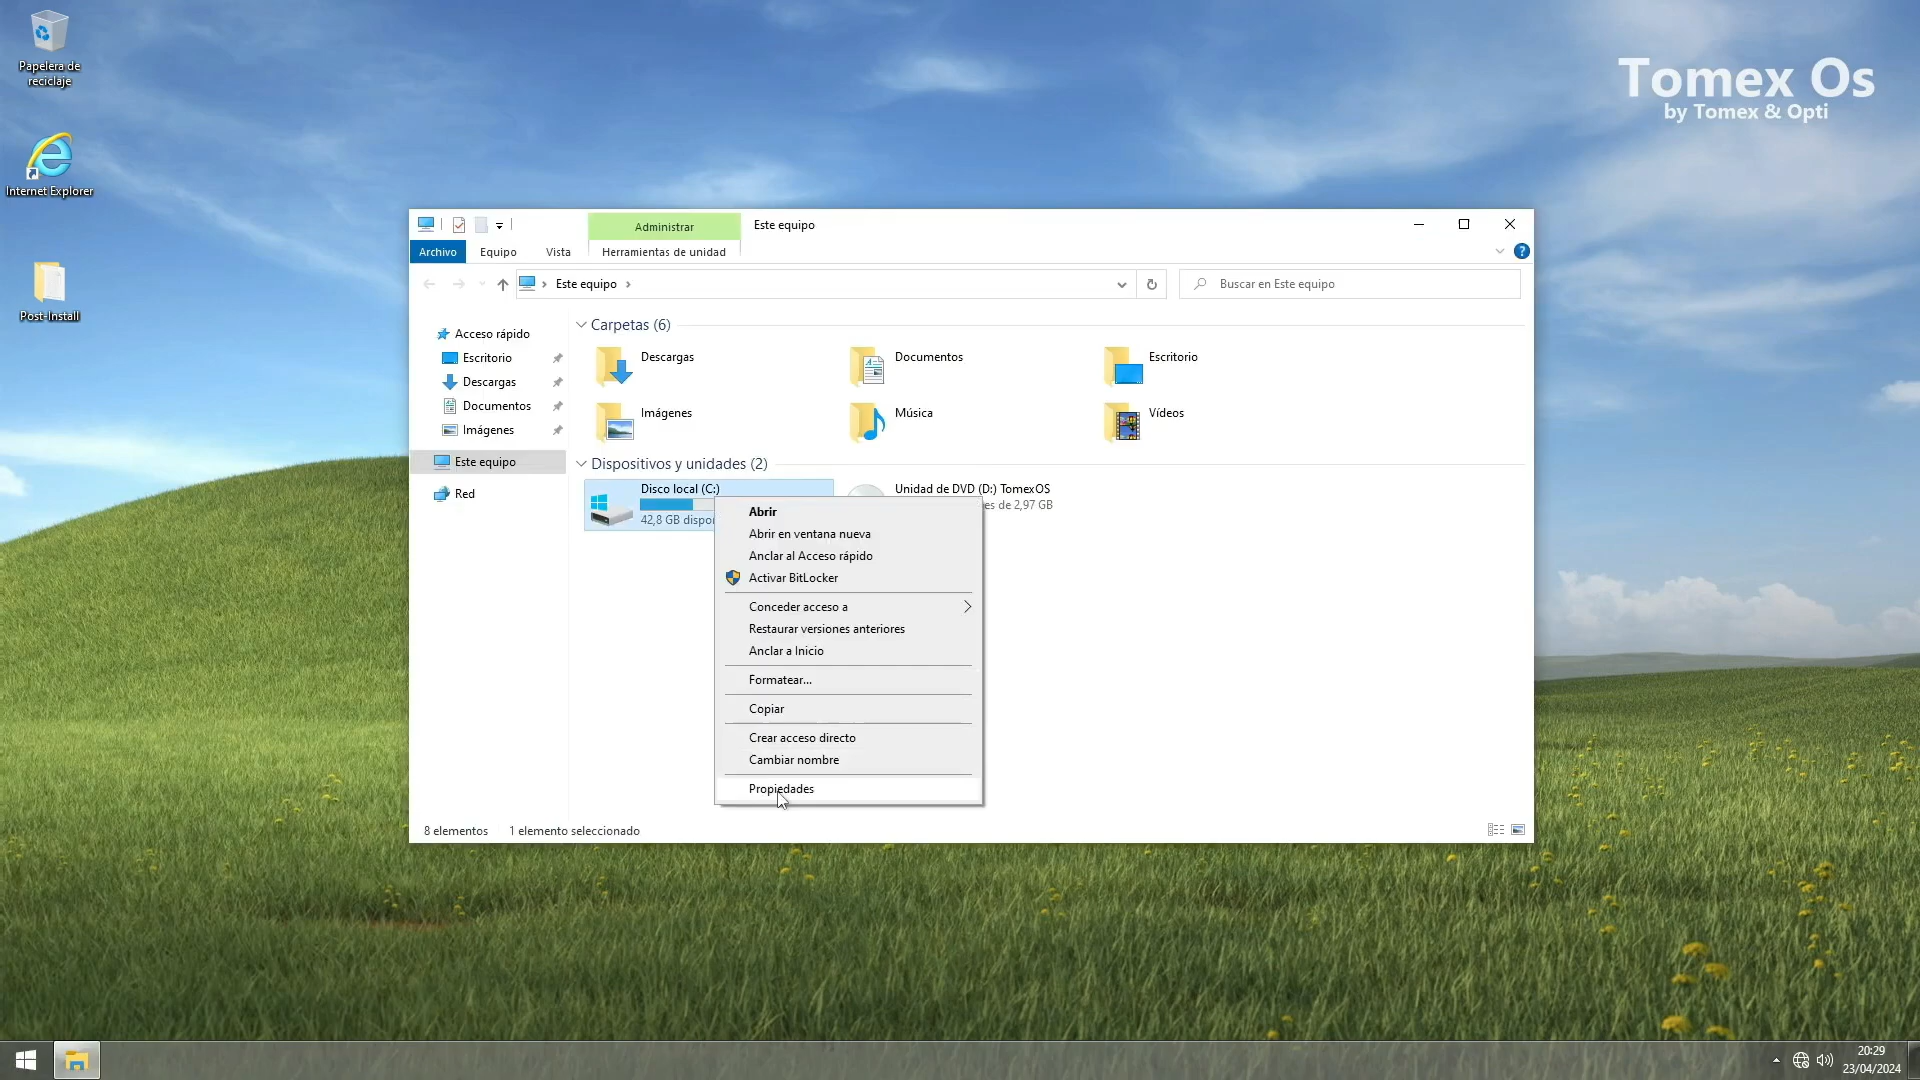 Papelera de
reciclaje
Internet Explorer
Post-Install
Tomex Os
by Tomex & Opti
Administrar
Este equipo
Archivo
Equipo
Vista
Herramientas de unidad
Este equipo
Buscar en Este equipo
Acceso rápido
Escritorio
Descargas
Documentos
Imágenes
Este equipo
Red
Carpetas (6)
Descargas
Documentos
Escritorio
Imágenes
Música
Vídeos
Dispositivos y unidades (2)
Disco local (C:)
42,8 GB dispon
Unidad de DVD (D:) TomexOS
es de 2,97 GB
Abrir
Abrir en ventana nueva
Anclar al Acceso rápido
Activar BitLocker
Conceder acceso a
Restaurar versiones anteriores
Anclar a Inicio
Formatear...
Copiar
Crear acceso directo
Cambiar nombre
Propiedades
8 elementos
1 elemento seleccionado
20:29
23/04/2024